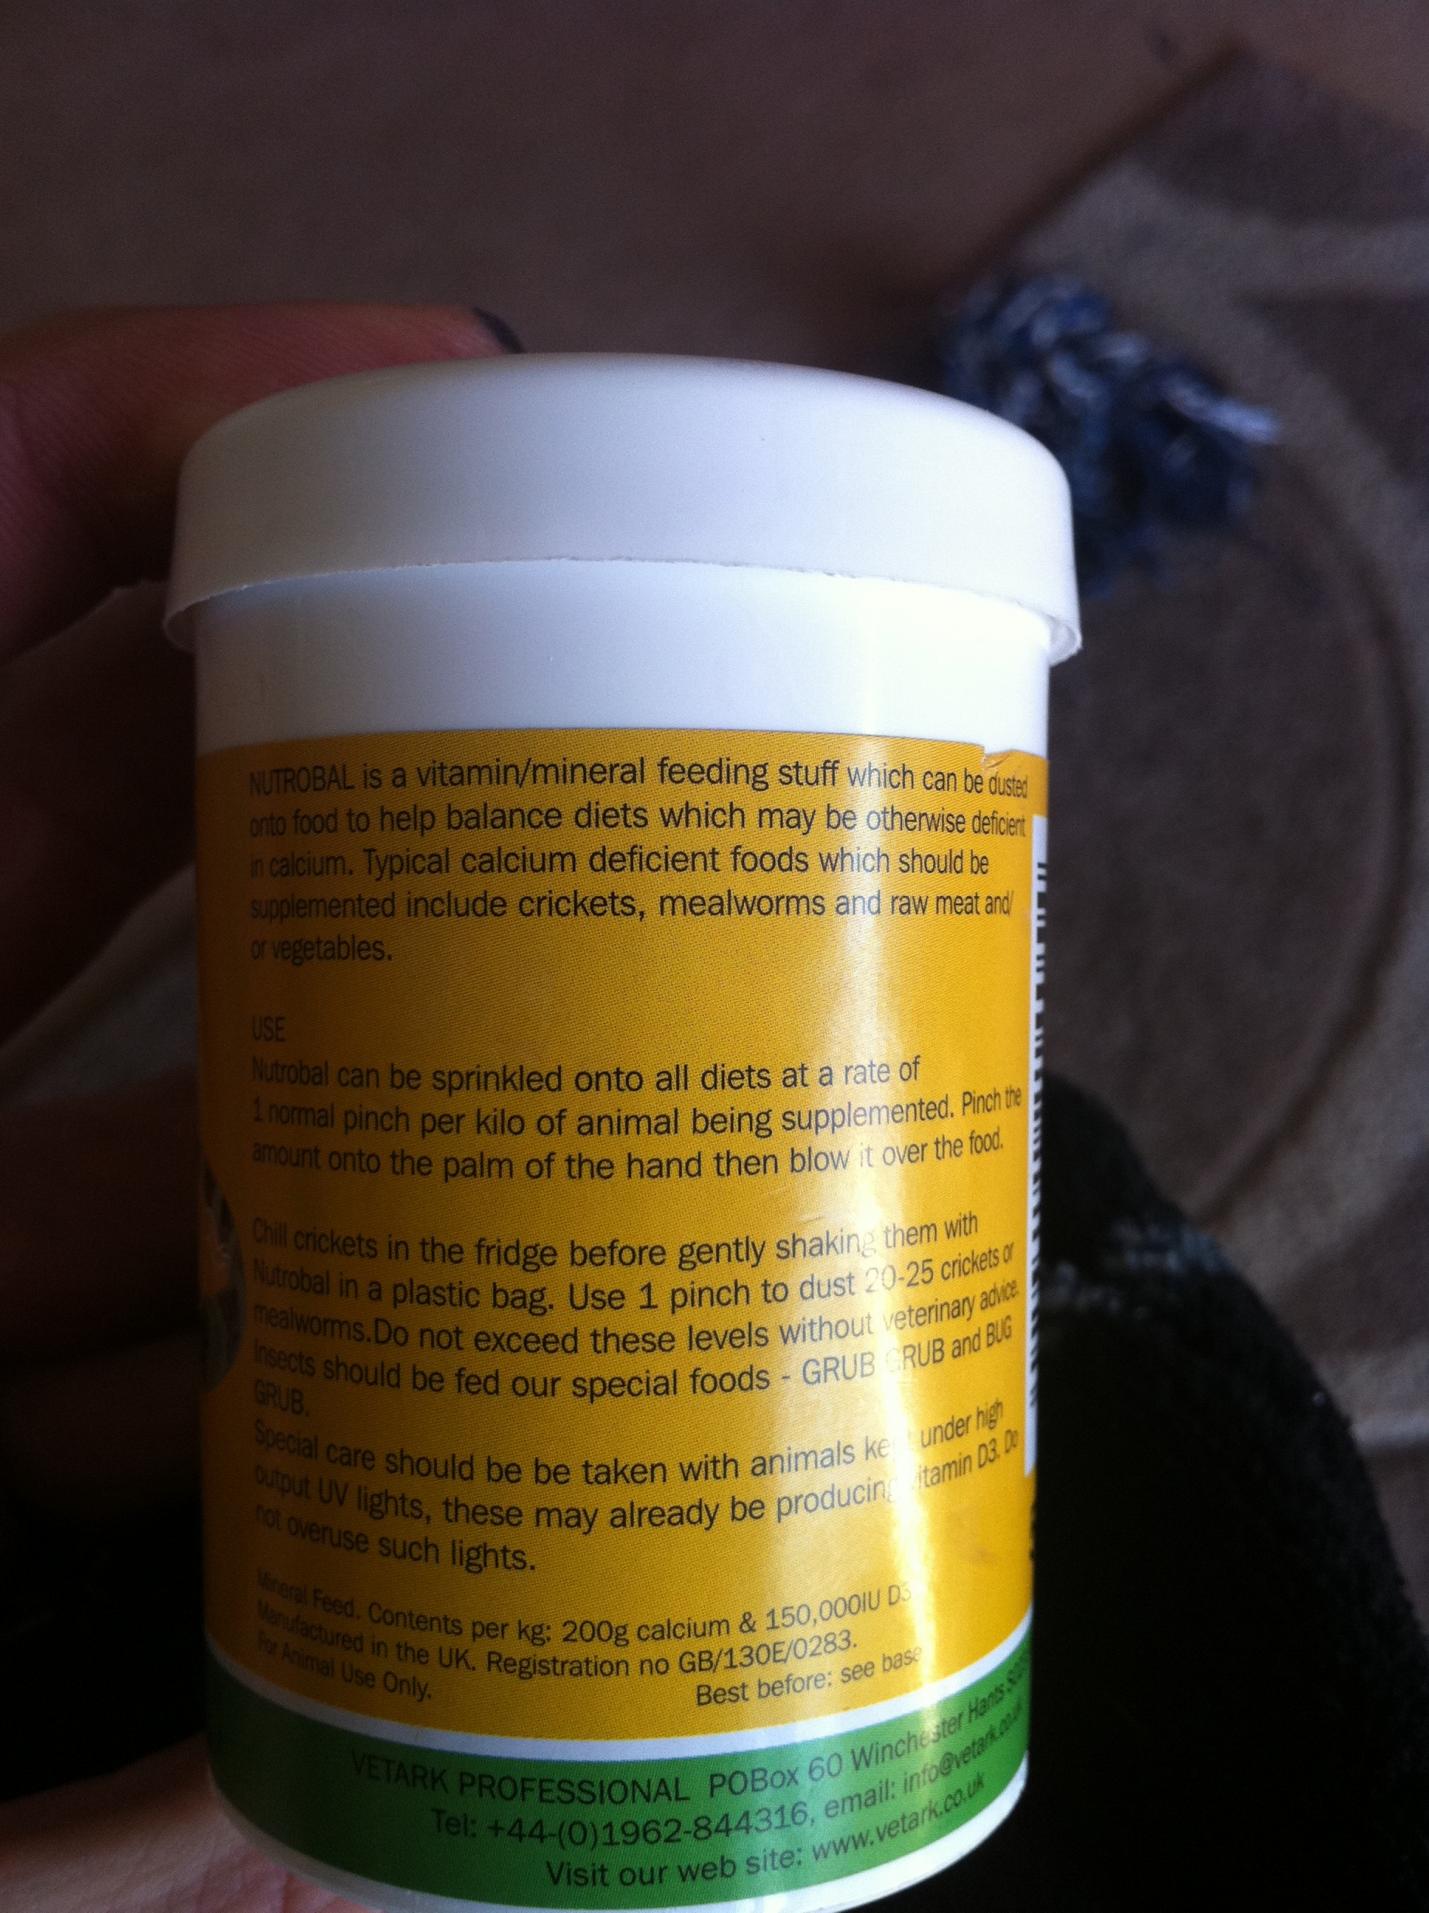 NUTROBAL is a vitamin/mineral feeding stuff which can be dusted
onto food to help balance diets which may be otherwise deficient
in calcium. Typical calcium deficient foods which should be
supplemented include crickets, mealworms and raw meat and/
or vegetables.
USE
Nutrobal can be sprinkled onto all diets at a rate of
1 normal pinch per kilo of animal being supplemented. Pinch the
amount onto the palm of the hand then blow it over the food.
Chill crickets in the fridge before gently shaking them with
Nutrobal in a plastic bag. Use 1 pinch to dust 20-25 crickets or
mealworms.Do not exceed these levels without veterinary advice.
Insects should be fed our special foods - GRUB GRUB and BUG
GRUB.
Special care should be be taken with animals kept under high
output UV lights, these may already be producing vitamin D3. Do
not overuse such lights.
Mineral Feed. Contents per kg: 200g calcium & 150,000IU D3
Manufactured in the UK. Registration no GB/130E/0283.
For Animal Use Only. Best before: see base
VETARK PROFESSIONAL POBox 60 Winchester Hants
Tel: +44-(0)1962-844316, email: info@vetark.co.uk
Visit our web site: www.vetark.co.uk